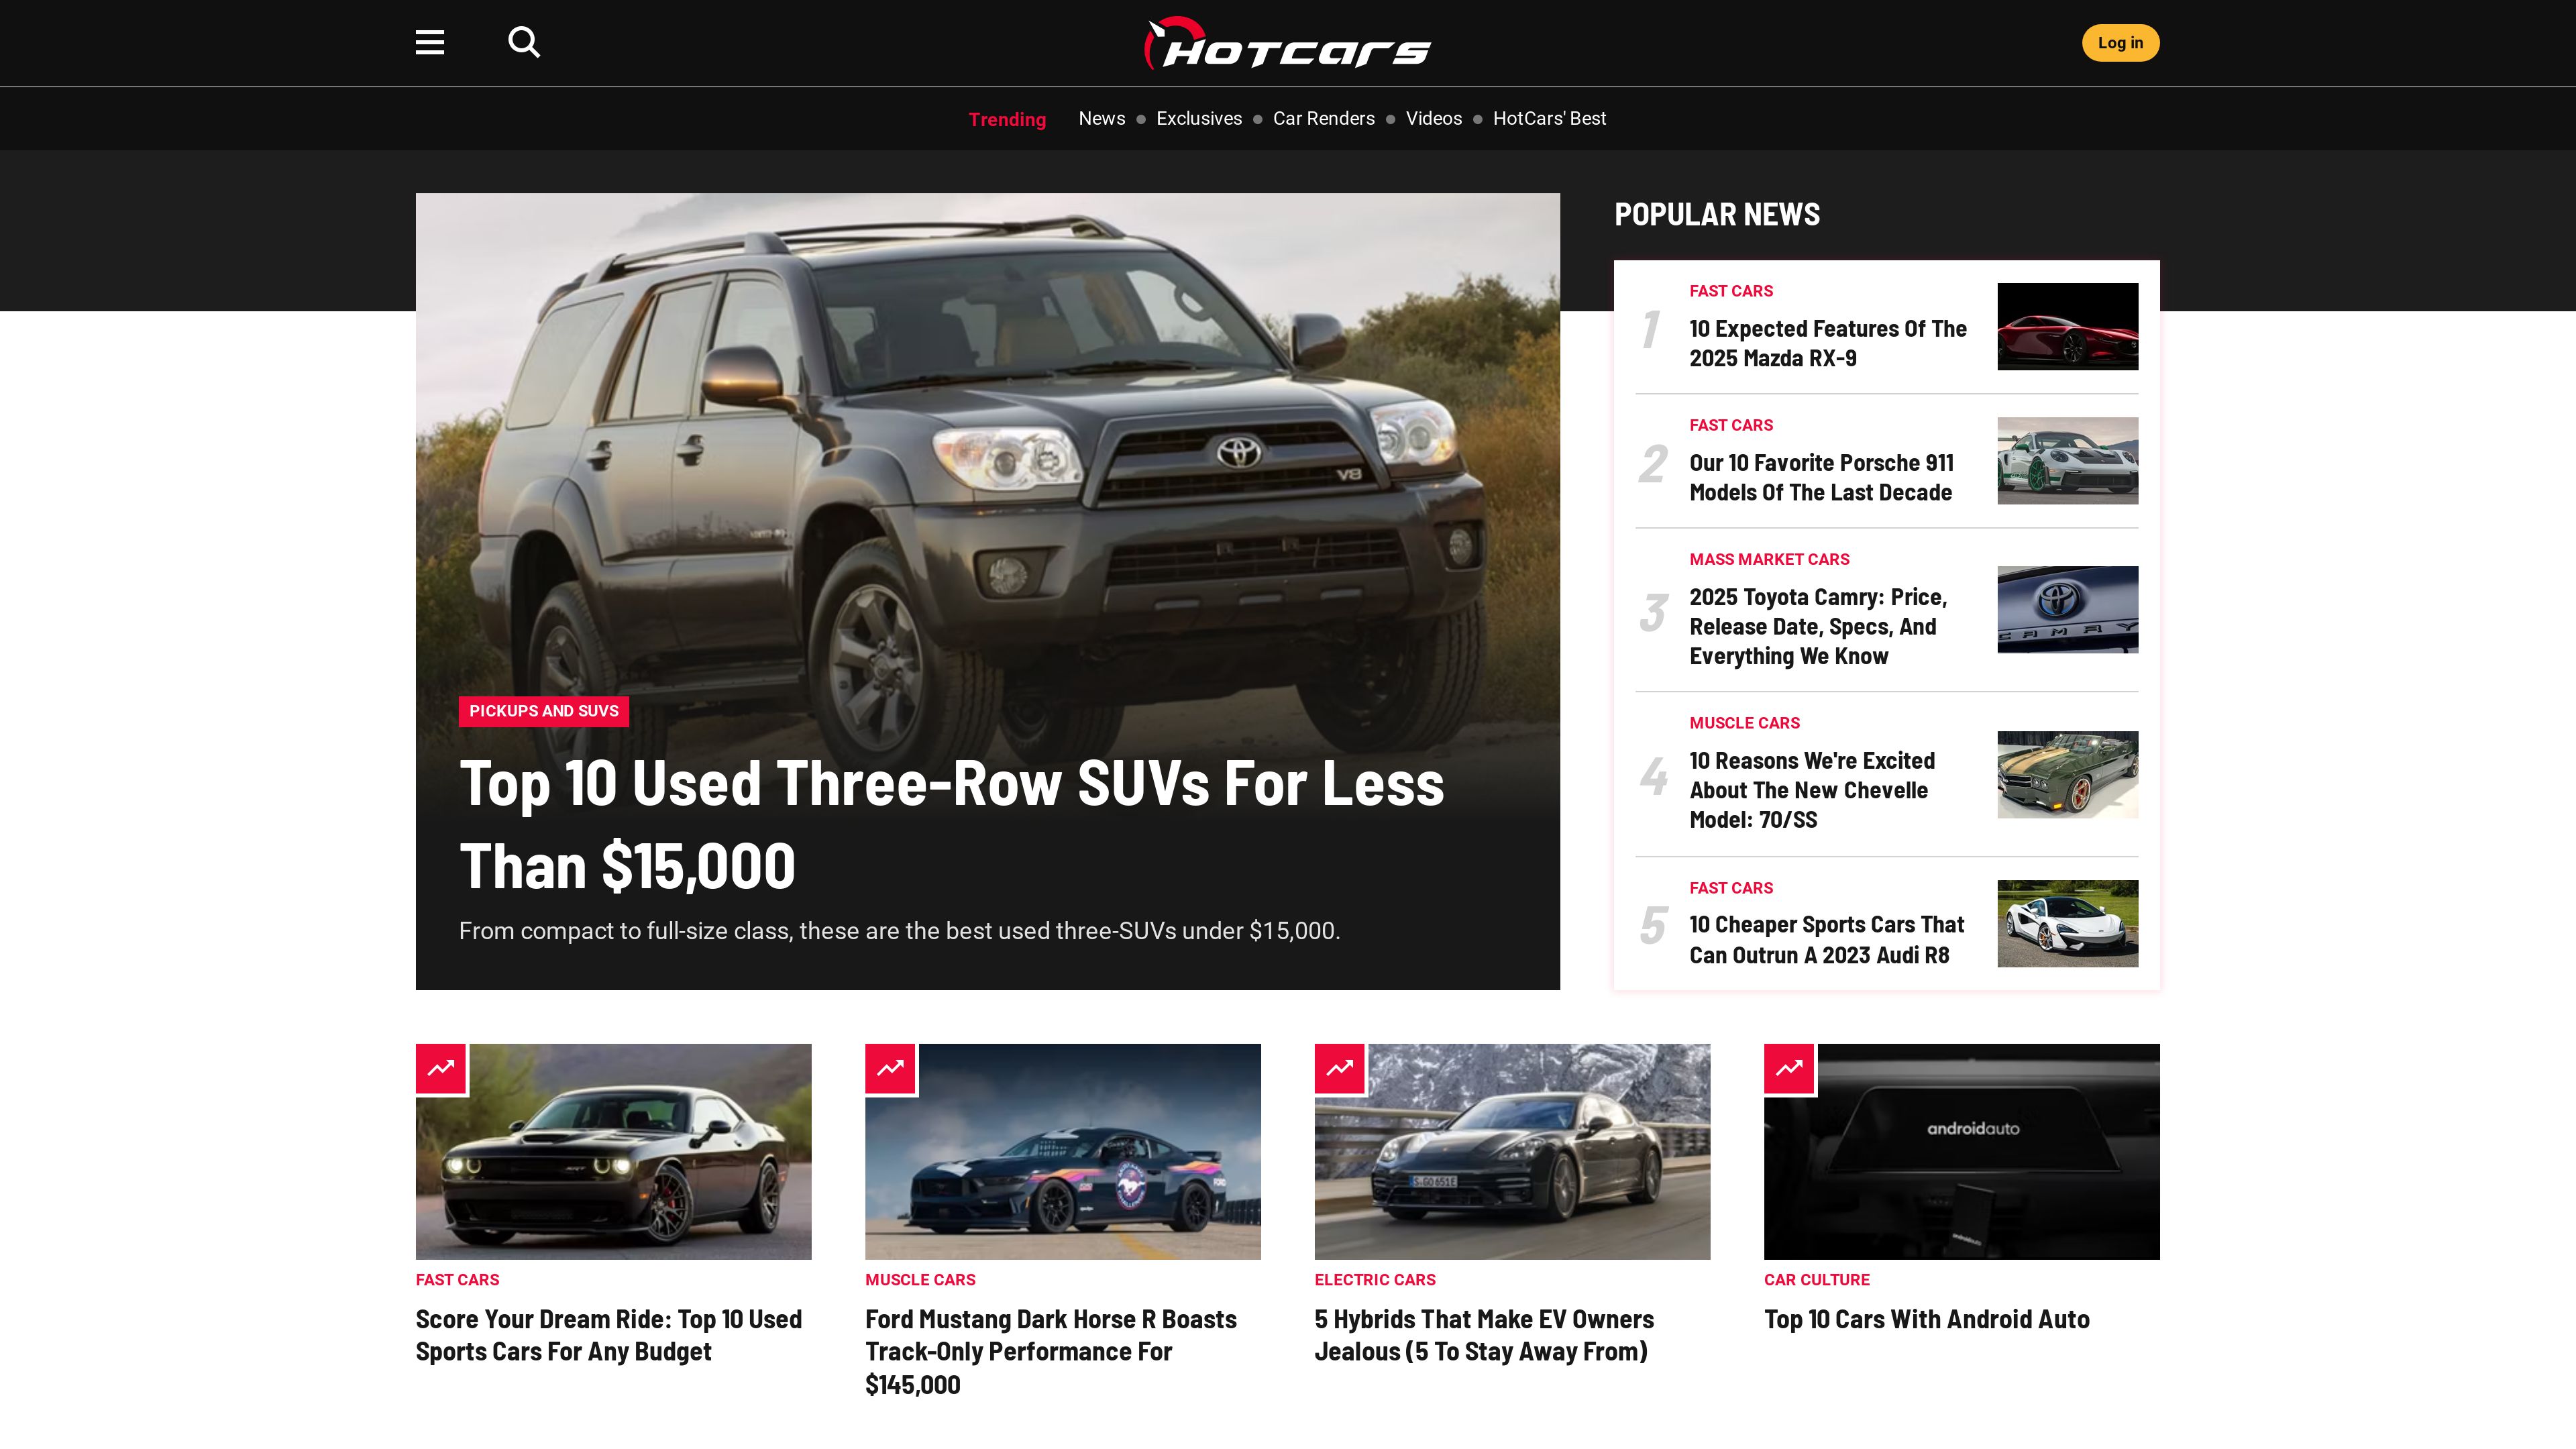 HOTCARS
Log in
Trending
News
Exclusives
Car Renders
Videos
HotCars' Best
V8
PICKUPS AND SUVS
Top 10 Used Three-Row SUVs For Less
Than $15,000
From compact to full-size class, these are the best used three-SUVs under $15,000.
POPULAR NEWS
1
FAST CARS
10 Expected Features Of The
2025 Mazda RX-9
2
FAST CARS
Our 10 Favorite Porsche 911
Models Of The Last Decade
3
MASS MARKET CARS
2025 Toyota Camry: Price,
Release Date, Specs, And
Everything We Know
CAMRY
4
MUSCLE CARS
10 Reasons We're Excited
About The New Chevelle
Model: 70/SS
5
FAST CARS
10 Cheaper Sports Cars That
Can Outrun A 2023 Audi R8
FAST CARS
Score Your Dream Ride: Top 10 Used
Sports Cars For Any Budget
MUSCLE CARS
Ford Mustang Dark Horse R Boasts
Track-Only Performance For
$145,000
S·GO 651E
ELECTRIC CARS
5 Hybrids That Make EV Owners
Jealous (5 To Stay Away From)
androidauto
CAR CULTURE
Top 10 Cars With Android Auto